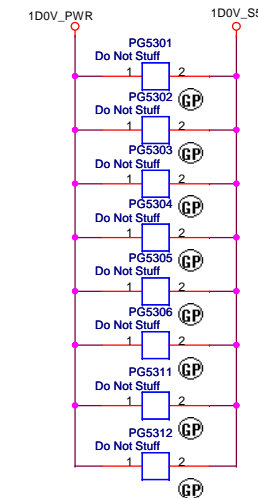 1D0V_PWR 1D0V_S5
PG5301
Do Not Stuff
1 2
GP
PG5302
Do Not Stuff
1 2
GP
PG5303
Do Not Stuff
1 2
GP
PG5304
Do Not Stuff
1 2
GP
PG5305
Do Not Stuff
1 2
GP
PG5306
Do Not Stuff
1 2
GP
PG5311
Do Not Stuff
1 2
GP
PG5312
Do Not Stuff
1 2
GP